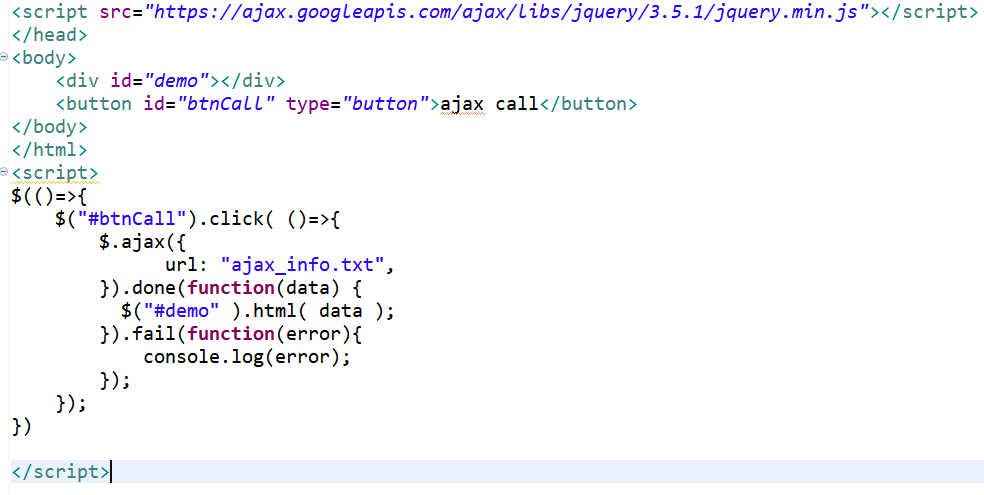 <script src="https://ajax.googleapis.com/ajax/libs/jquery/3.5.1/jquery.min.js"></script>
</head>
<body>
    <div id="demo"></div>
    <button id="btnCall" type="button">ajax call</button>
</body>
</html>
<script>
$(()=>{
    $("#btnCall").click( ()=>{
        $.ajax({
              url: "ajax_info.txt",
        }).done(function(data) {
          $("#demo" ).html( data );
        }).fail(function(error){
            console.log(error);
        });
    });
})
</script>